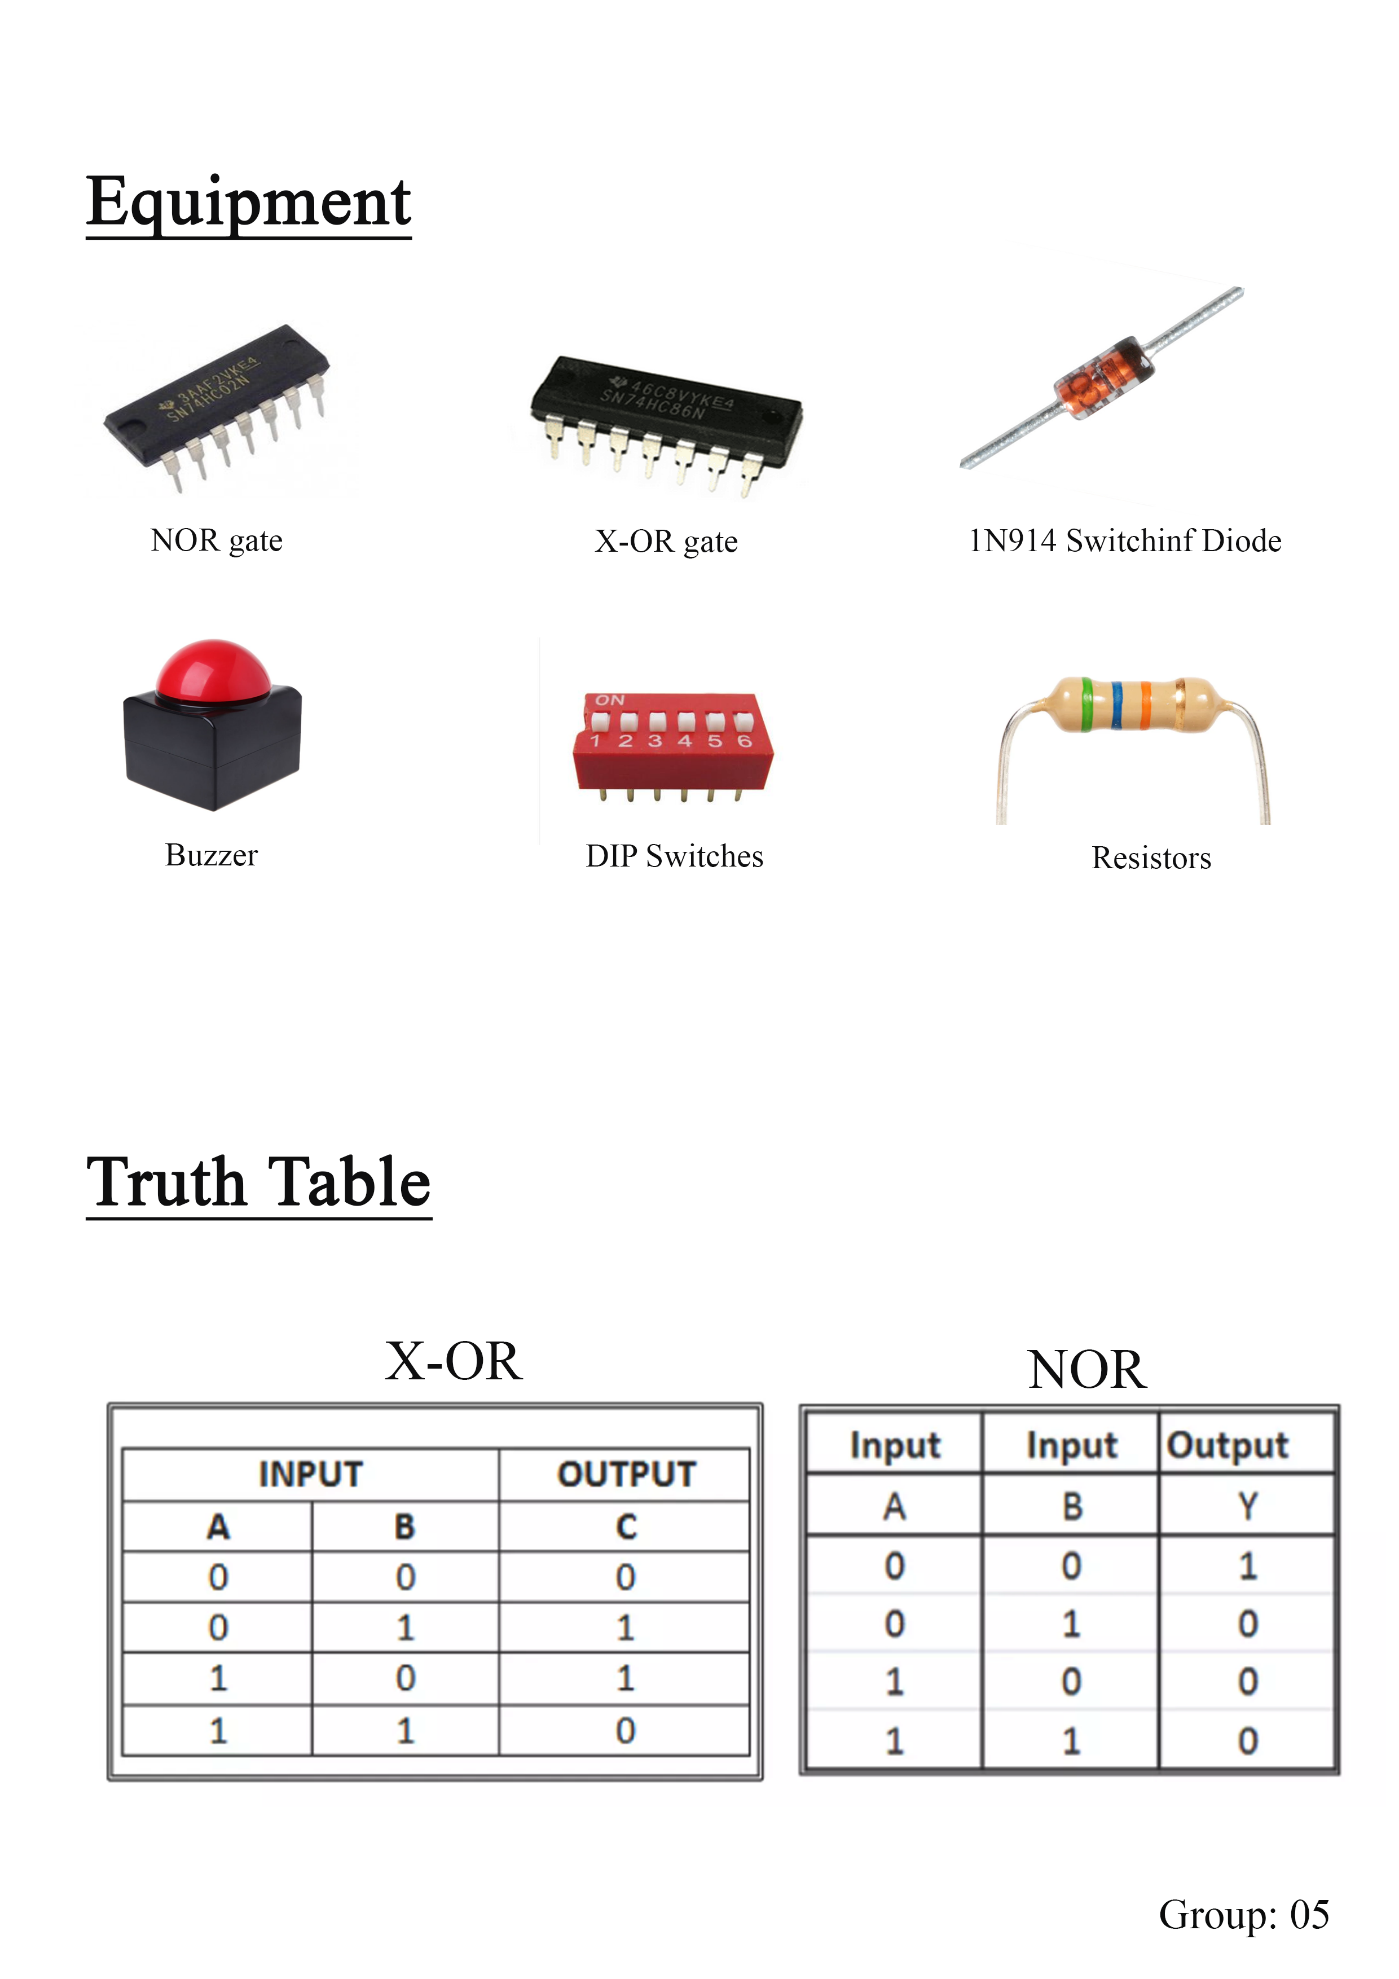 Equipment
3AAF2VKE4
SN74HC02N
46C8VYKE4
SN74HC86N
NOR gate
X-OR gate
1N914 Switchinf Diode
ON
1 2 3 4 5 6
Buzzer
DIP Switches
Resistors
Truth Table
X-OR
INPUT OUTPUT
A B C
0 0 0
0 1 1
1 0 1
1 1 0
NOR
Input Input Output
A B Y
0 0 1
0 1 0
1 0 0
1 1 0
Group: 05